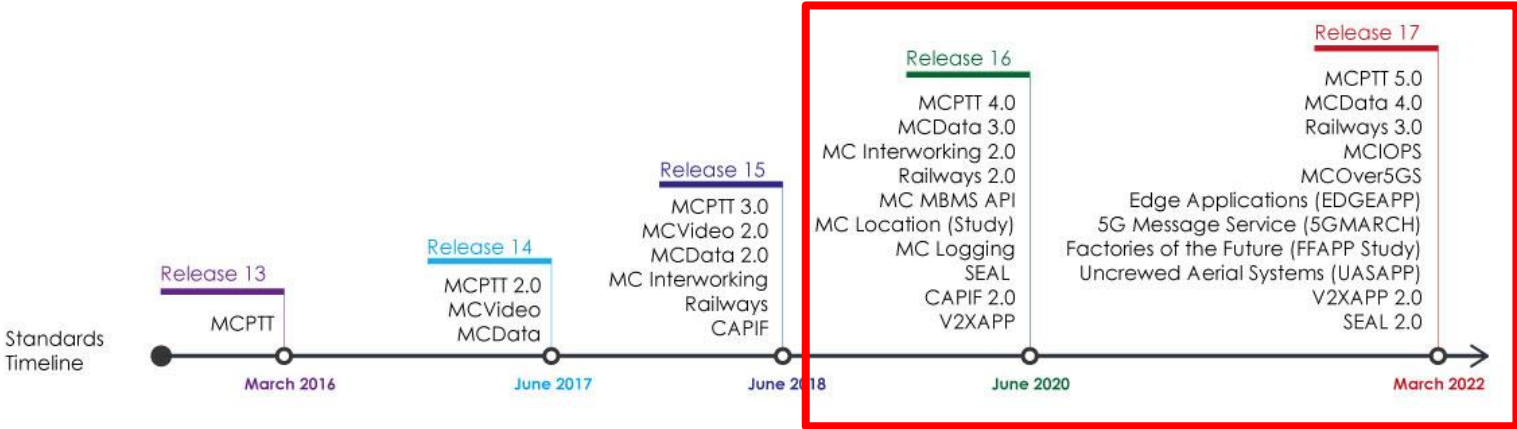 Release 17
MCPTT 5.0
MCData 4.0
Railways 3.0
MCIOPS
MCOver5GS
Edge Applications (EDGEAPP)
5G Message Service (5GMARCH)
Factories of the Future (FFAPP Study)
Uncrewed Aerial Systems (UASAPP)
V2XAPP 2.0
SEAL 2.0
Release 16
MCPTT 4.0
MCData 3.0
MC Interworking 2.0
Railways 2.0
MC MBMS API
MC Location (Study)
MC Logging
SEAL
CAPIF 2.0
V2XAPP
Release 15
MCPTT 3.0
MCVideo 2.0
MCData 2.0
MC Interworking
Railways
CAPIF
Release 14
MCPTT 2.0
MCVideo
MCData
Release 13
MCPTT
Standards
Timeline
March 2016
June 2017
June 2018
June 2020
March 2022